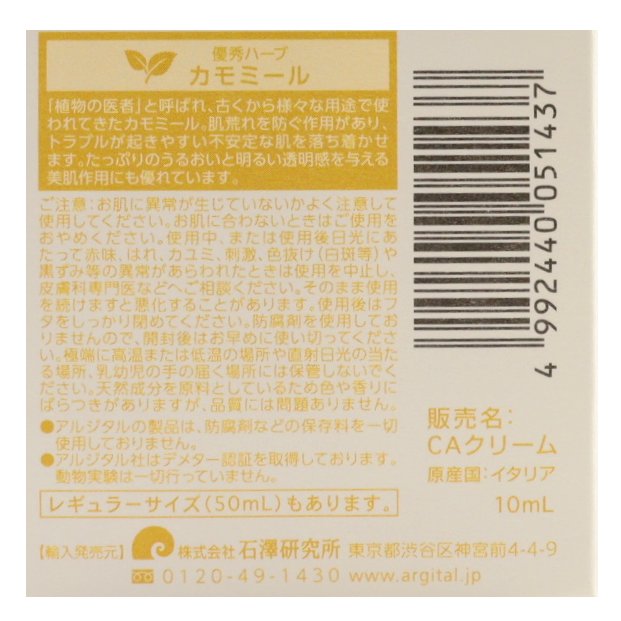 優秀ハーブ
カモミール
「植物の医者」と呼ばれ、古くから様々な用途で使
われてきたカモミール。肌荒れを防ぐ作用があり、
トラブルが起きやすい不安定な肌を落ち着かせ
ます。たっぷりのうるおいと明るい透明感を与える
美肌作用にも優れています。
ご注意：お肌に異常が生じていないかよく注意して
使用してください。お肌に合わないときはご使用を
おやめください。使用中、または使用後日光にあ
たって赤味、はれ、カユミ、刺激、色抜け（白斑等）や
黒ずみ等の異常があらわれたときは使用を中止し、
皮膚科専門医などへご相談ください。そのまま使用
を続けますと悪化することがあります。使用後はフ
タをしっかり閉めてください。防腐剤を使用してお
りませんので、開封後はお早めに使い切ってくださ
い。極端に高温または低温の場所や直射日光の当た
る場所、乳幼児の手の届く場所には保管しないでく
ださい。天然成分を原料としているため色や香りに
ばらつきがありますが、品質には問題ありません。
●アルジタルの製品は、防腐剤などの保存料を一切
使用しておりません。
●アルジタル社はデメター認証を取得しております。
動物実験は一切行っていません。
レギュラーサイズ（50mL）もあります。
4 992440 051437
販売名：
CAクリーム
原産国：イタリア
10mL
【輸入発売元】 株式会社 石澤研究所 東京都渋谷区神宮前4-4-9
0120-49-1430 www.argital.jp